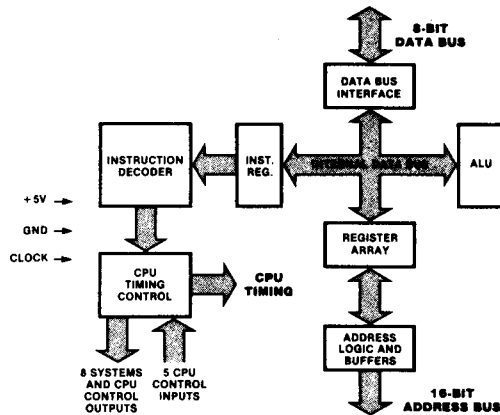 8-BIT
DATA BUS
DATA BUS
INTERFACE
INSTRUCTION
DECODER
INST.
REG.
INTERNAL DATA BUS
ALU
+5V
GND
CLOCK
REGISTER
ARRAY
CPU
TIMING
CONTROL
CPU
TIMING
ADDRESS
LOGIC AND
BUFFERS
8 SYSTEMS
AND CPU
CONTROL
OUTPUTS
5 CPU
CONTROL
INPUTS
16-BIT
ADDRESS BUS